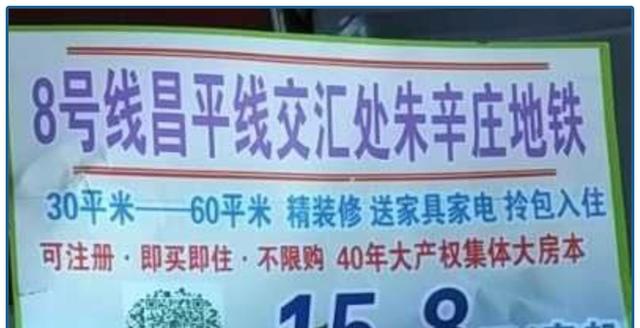 8号线昌平线交汇处朱辛庄地铁
30平米——60平米 精装修 送家具家电 拎包入住
可注册·即买即住·不限购 40年大产权集体大房本
15.8